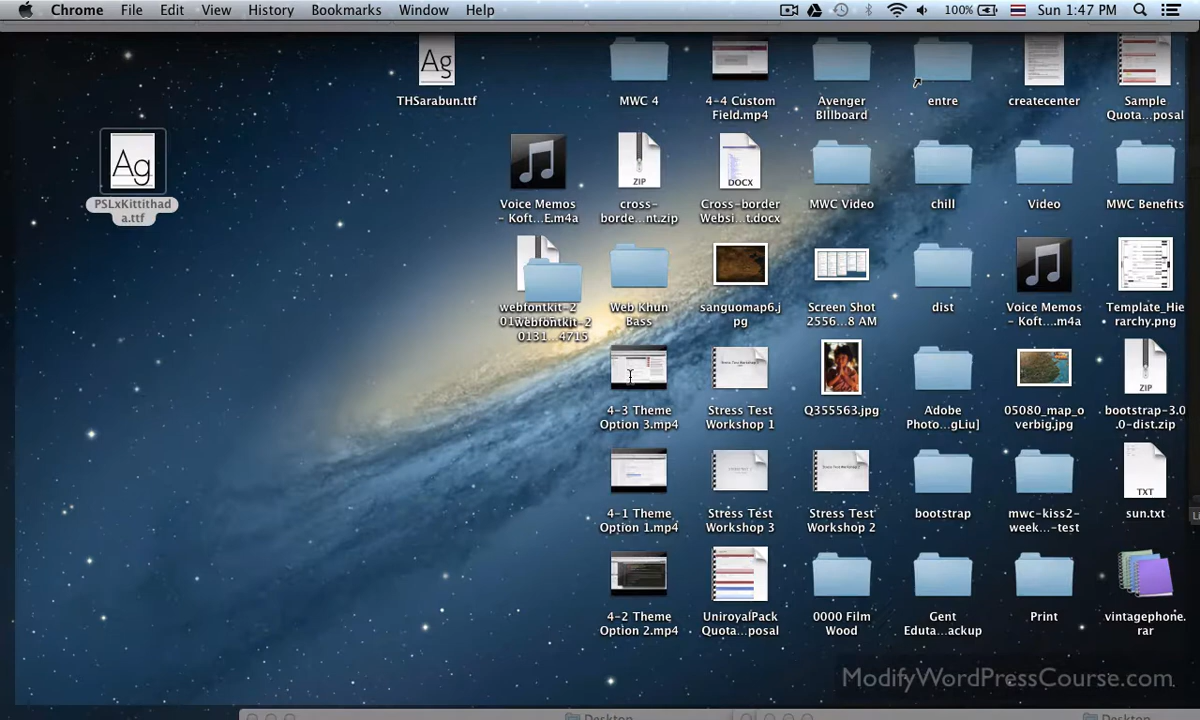 Chrome File Edit View History Bookmarks Window Help 100% Sun 1:47 PM
Ag
THSarabun.ttf
MWC 4
4-4 Custom
Field.mp4
Avenger
BIllboard
entre
createcenter
Sample
Quota...posal
Ag
PSLxKittithad
a.ttf
Voice Memos
- Koft...E.m4a
ZIP
cross-
borde...nt.zip
DOCX
Cross-border
Websi...t.docx
MWC Video
chill
Video
MWC Benefits
webfontkit-2
webfontkit-2
0131...4715
Web Khun
Bass
sanguomap6.j
pg
Screen Shot
2556...8 AM
dist
Voice Memos
- Koft....m4a
Template_Hie
rarchy.png
4-3 Theme
Option 3.mp4
Stress Test
Workshop 1
Q355563.jpg
Adobe
Photo...gLiu]
05080_map_o
verbig.jpg
ZIP
bootstrap-3.0
.0-dist.zip
4-1 Theme
Option 1.mp4
Stress Test
Workshop 3
Stress Test
Workshop 2
bootstrap
mwc-kiss2-
week...-test
TXT
sun.txt
4-2 Theme
Option 2.mp4
UniroyalPack
Quota...posal
0000 Film
Wood
Gent
Eduta...ackup
Print
vintagephone.
rar
ModifyWordPressCourse.com
Desktop
Desktop